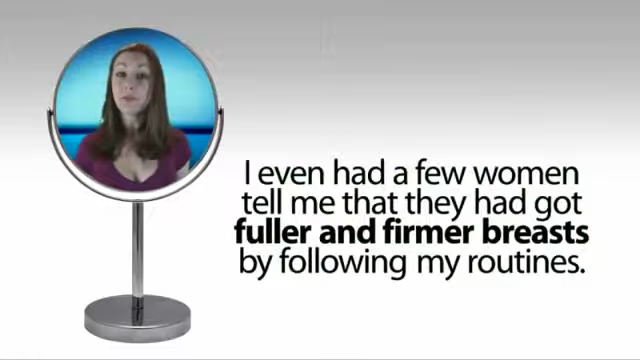 I even had a few women
tell me that they had got
fuller and firmer breasts
by following my routines.